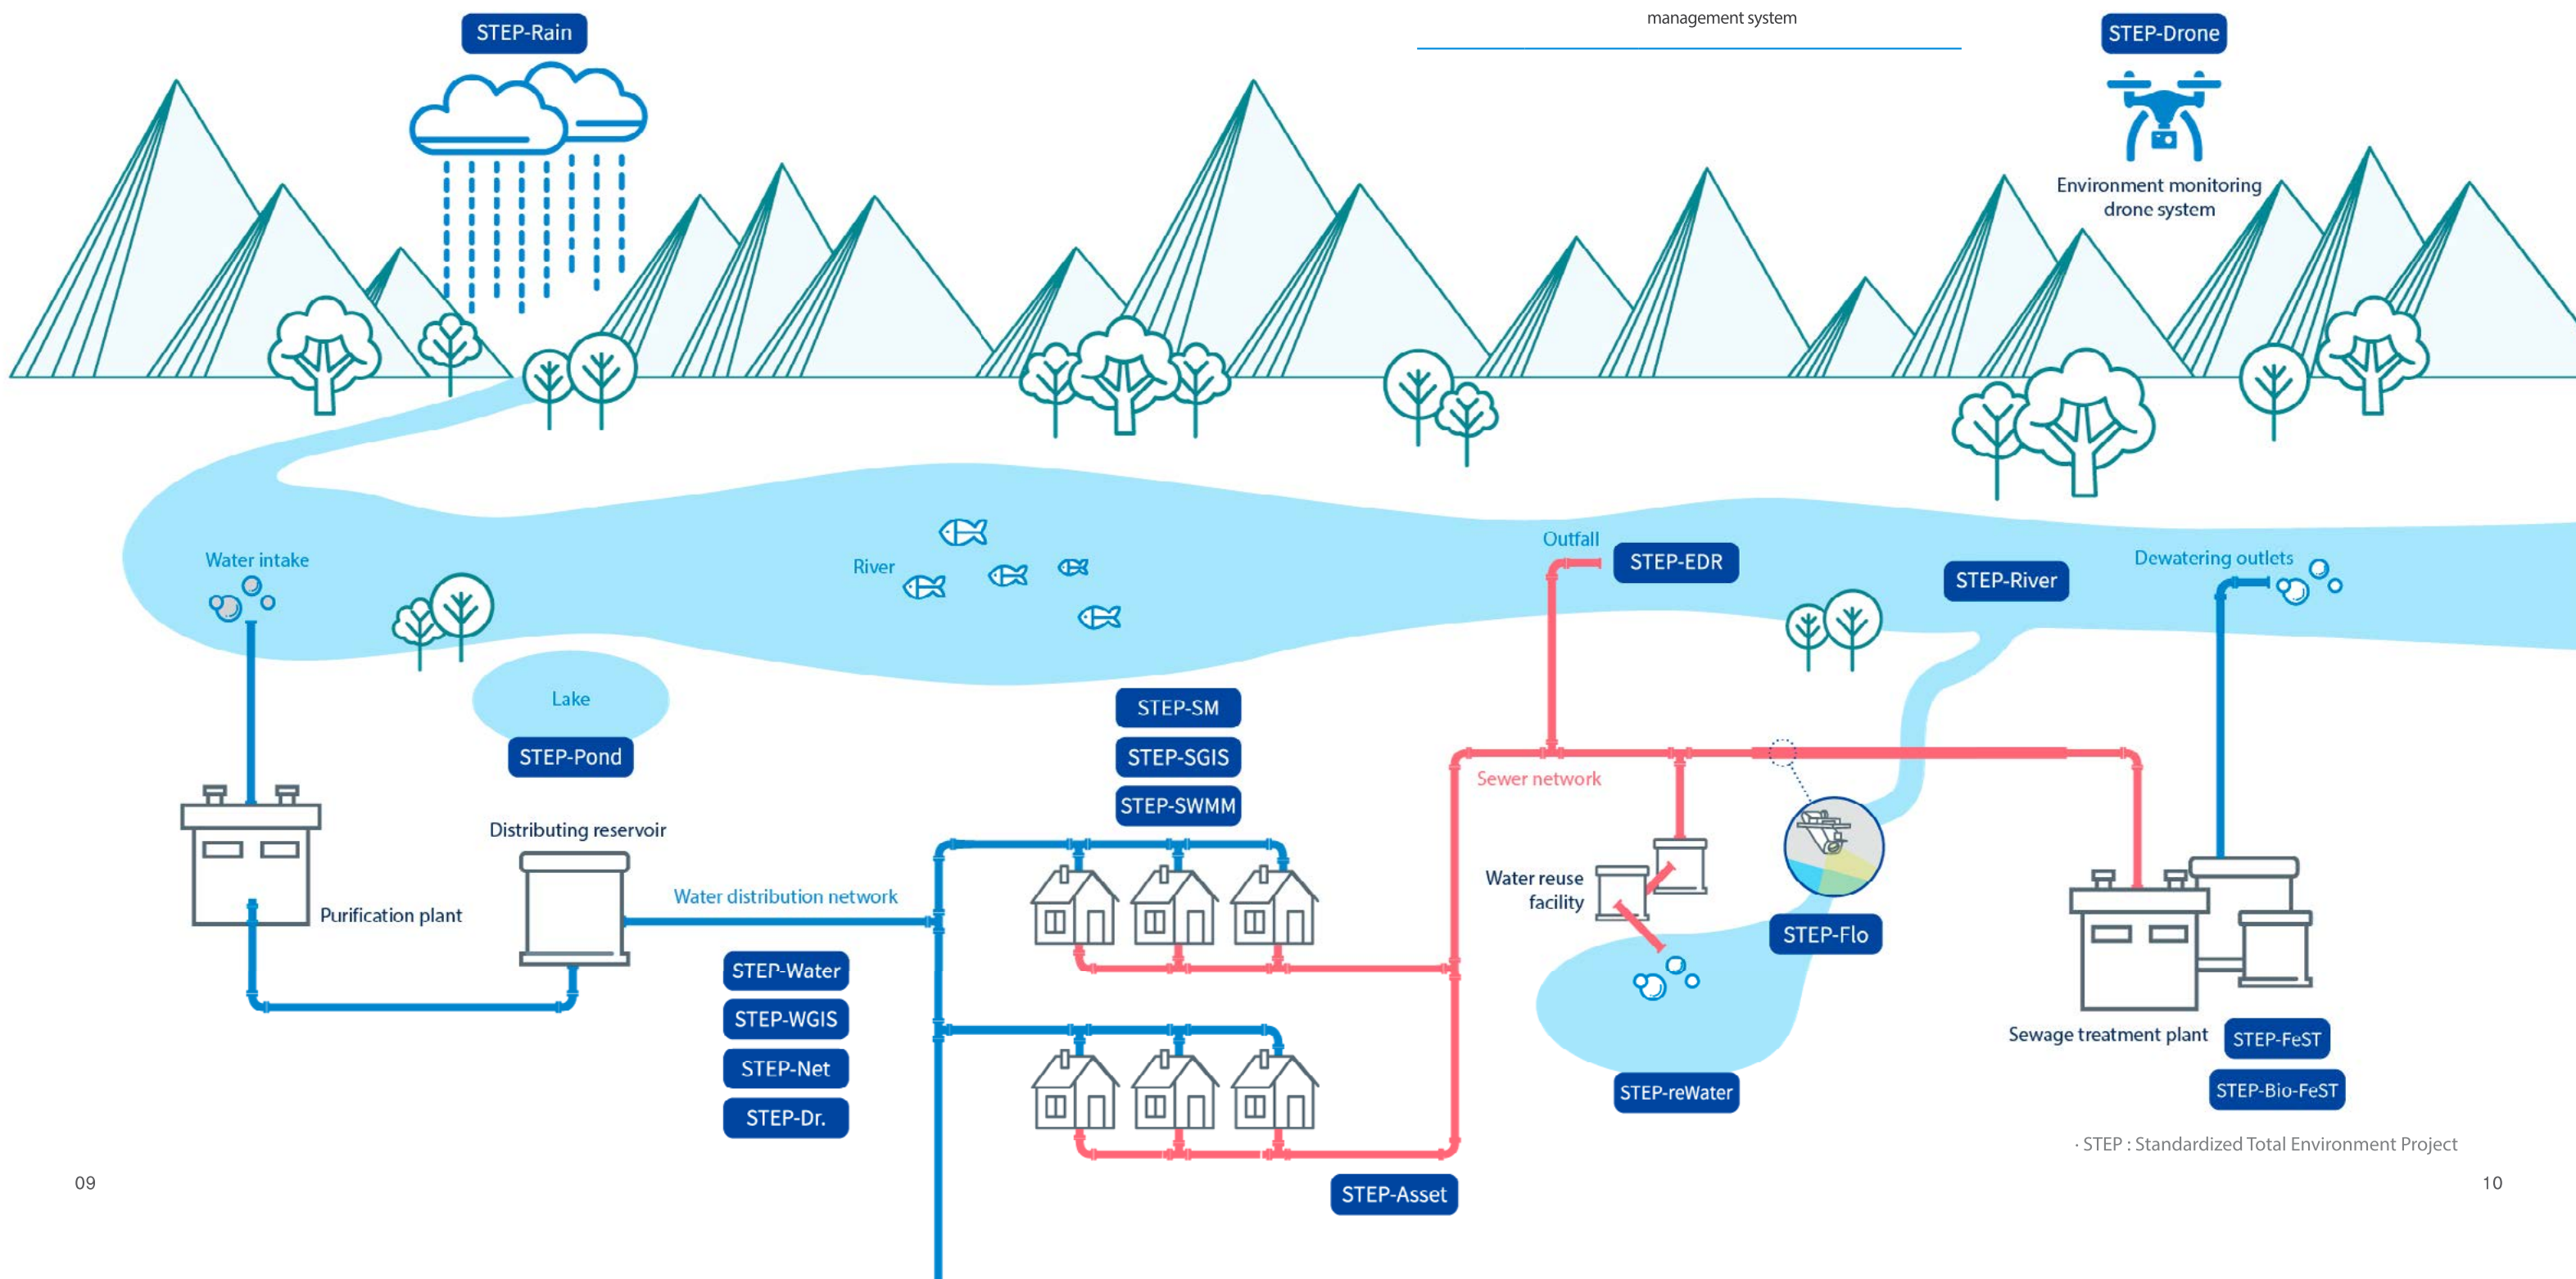 management system
STEP-Rain
STEP-Drone
Environment monitoring
drone system
Water intake
River
Outfall
STEP-EDR
STEP-River
Dewatering outlets
Lake
STEP-Pond
STEP-SM
STEP-SGIS
STEP-SWMM
Sewer network
Distributing reservoir
Purification plant
Water distribution network
Water reuse
facility
STEP-Flo
STEP-Water
STEP-WGIS
STEP-Net
STEP-Dr.
STEP-reWater
Sewage treatment plant
STEP-FeST
STEP-Bio-FeST
STEP-Asset
· STEP : Standardized Total Environment Project
09
10